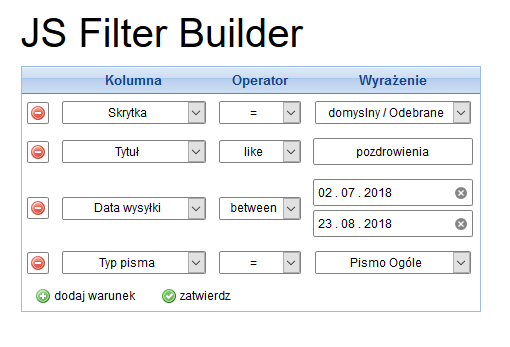 JS Filter Builder
Kolumna Operator Wyrażenie
Skrytka = domyslny / Odebrane
Tytuł like pozdrowienia
Data wysyłki between 02 . 07 . 2018
23 . 08 . 2018
Typ pisma = Pismo Ogóle
dodaj warunek zatwierdz